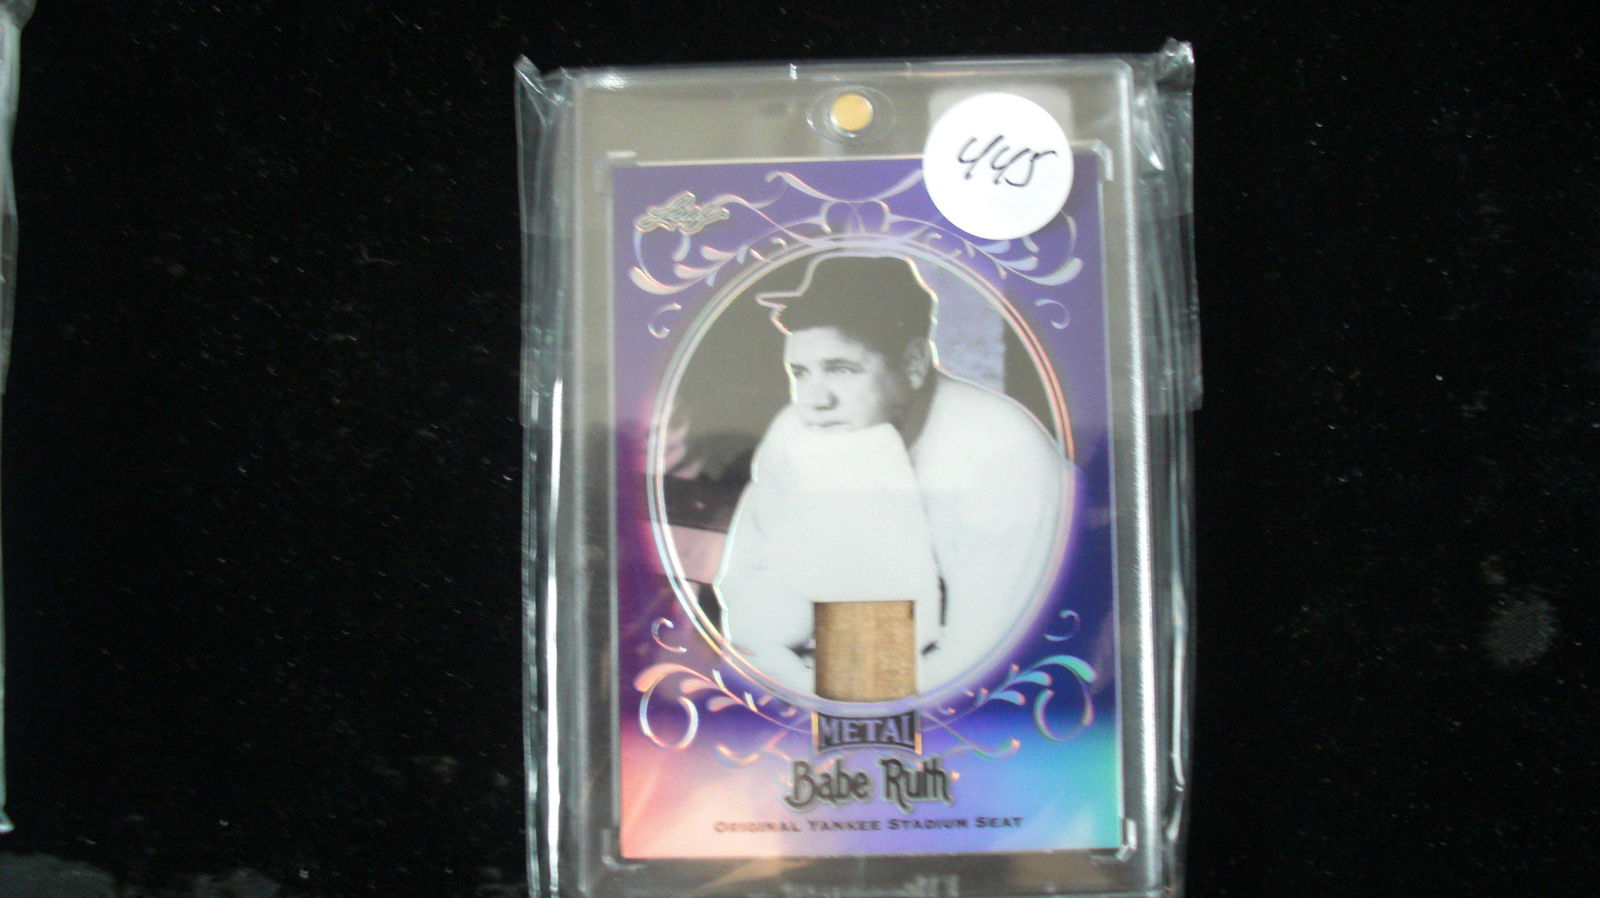 445
Leaf
METAL
Babe Ruth
ORIGINAL YANKEE STADIUM SEAT